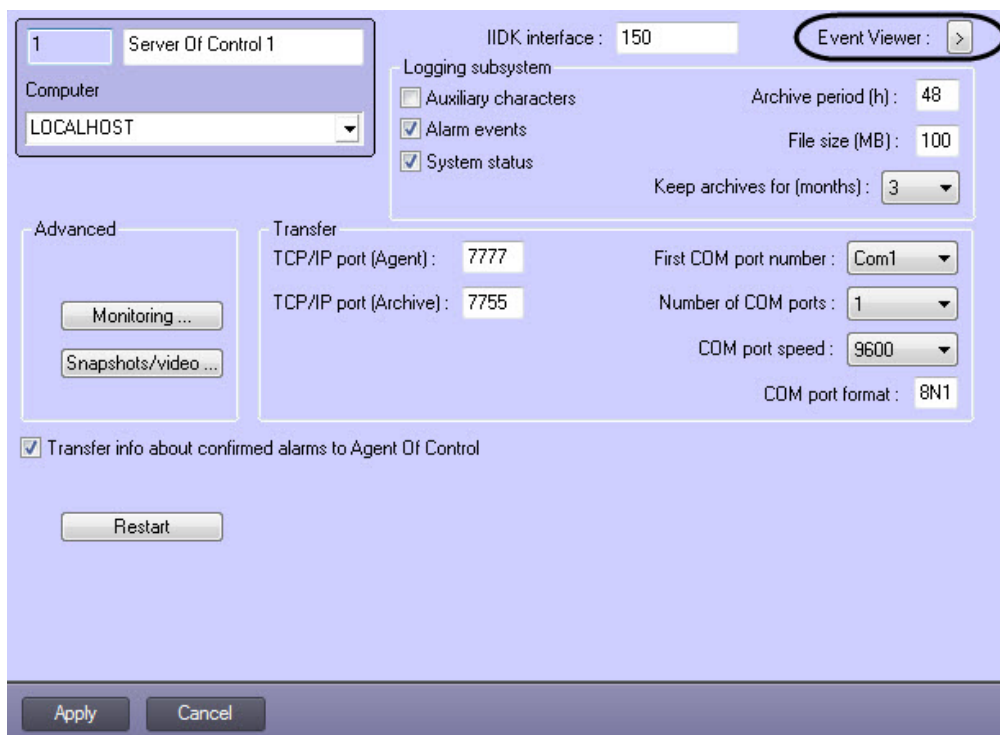 1 Server Of Control 1
Computer
LOCALHOST
IIDK interface : 150
Event Viewer : >
Logging subsystem
Auxiliary characters
Alarm events
System status
Archive period (h) : 48
File size (MB) : 100
Keep archives for (months) : 3
Advanced
Monitoring ...
Snapshots/video ...
Transfer
TCP/IP port (Agent) : 7777
TCP/IP port (Archive) : 7755
First COM port number : Com1
Number of COM ports : 1
COM port speed : 9600
COM port format : 8N1
Transfer info about confirmed alarms to Agent Of Control
Restart
Apply Cancel